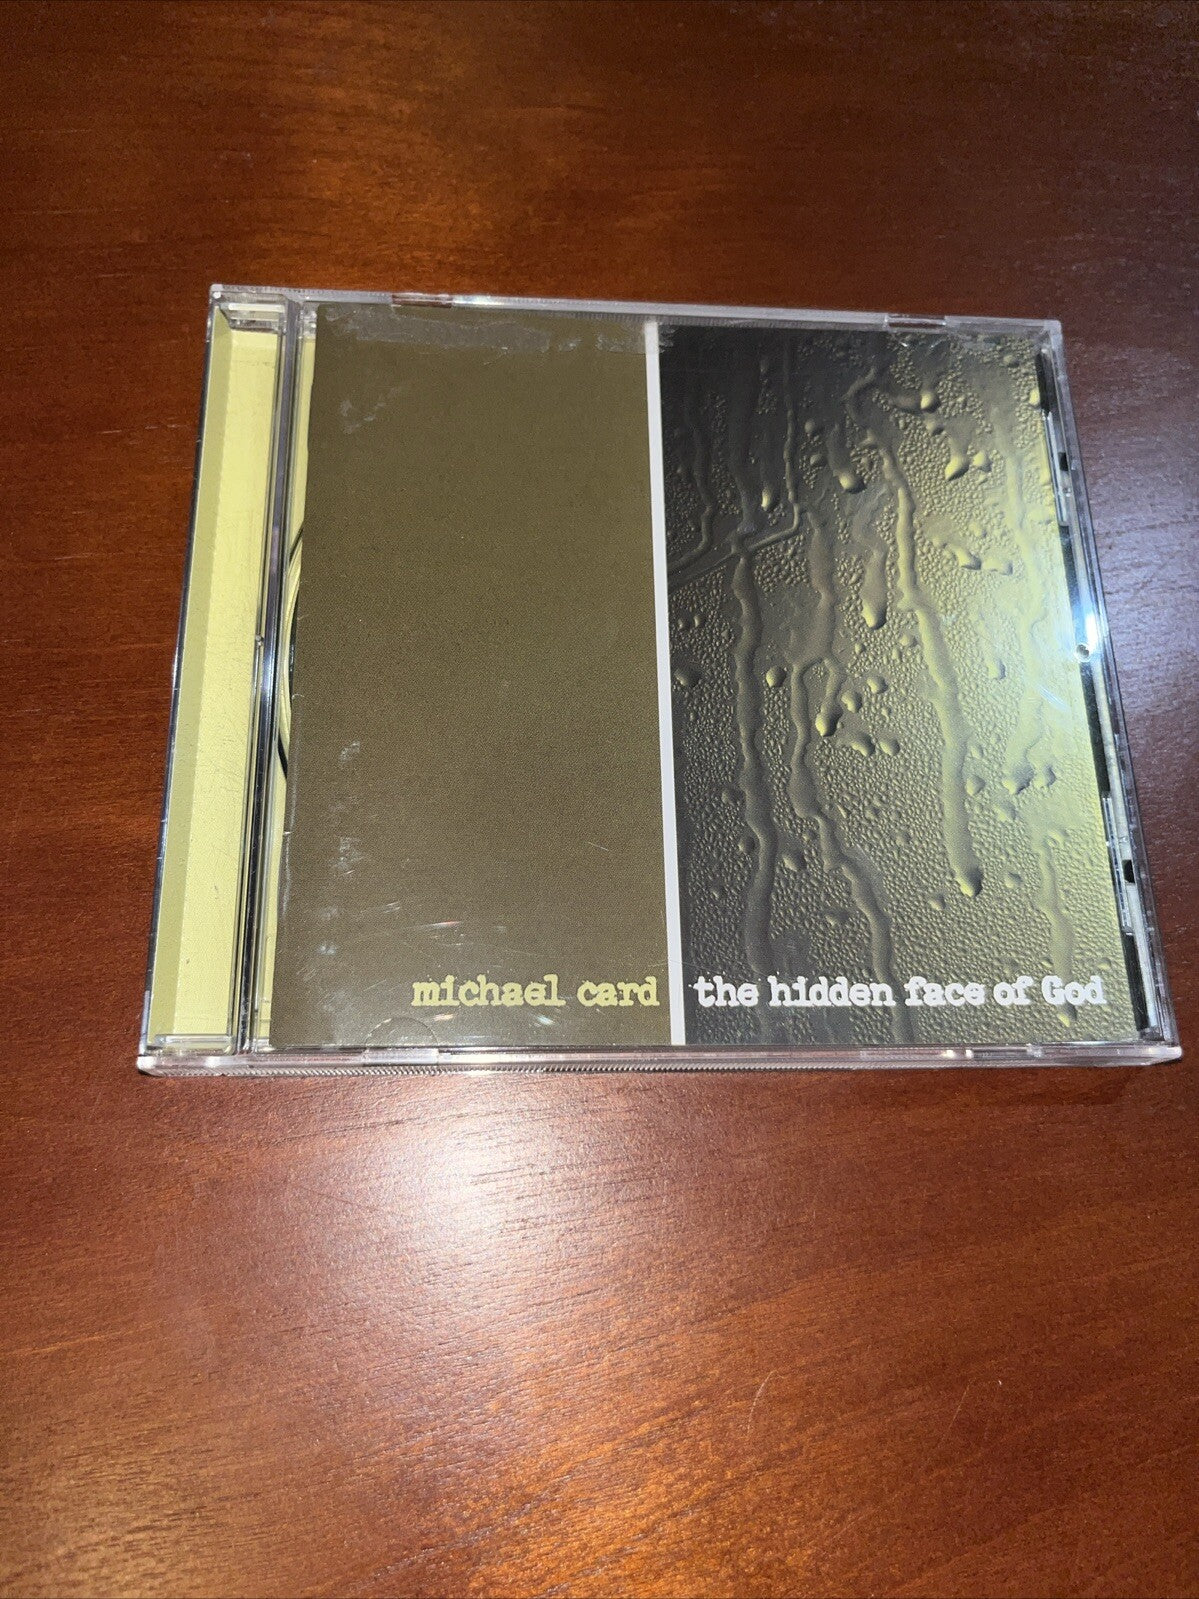 michael card
the hidden face of God